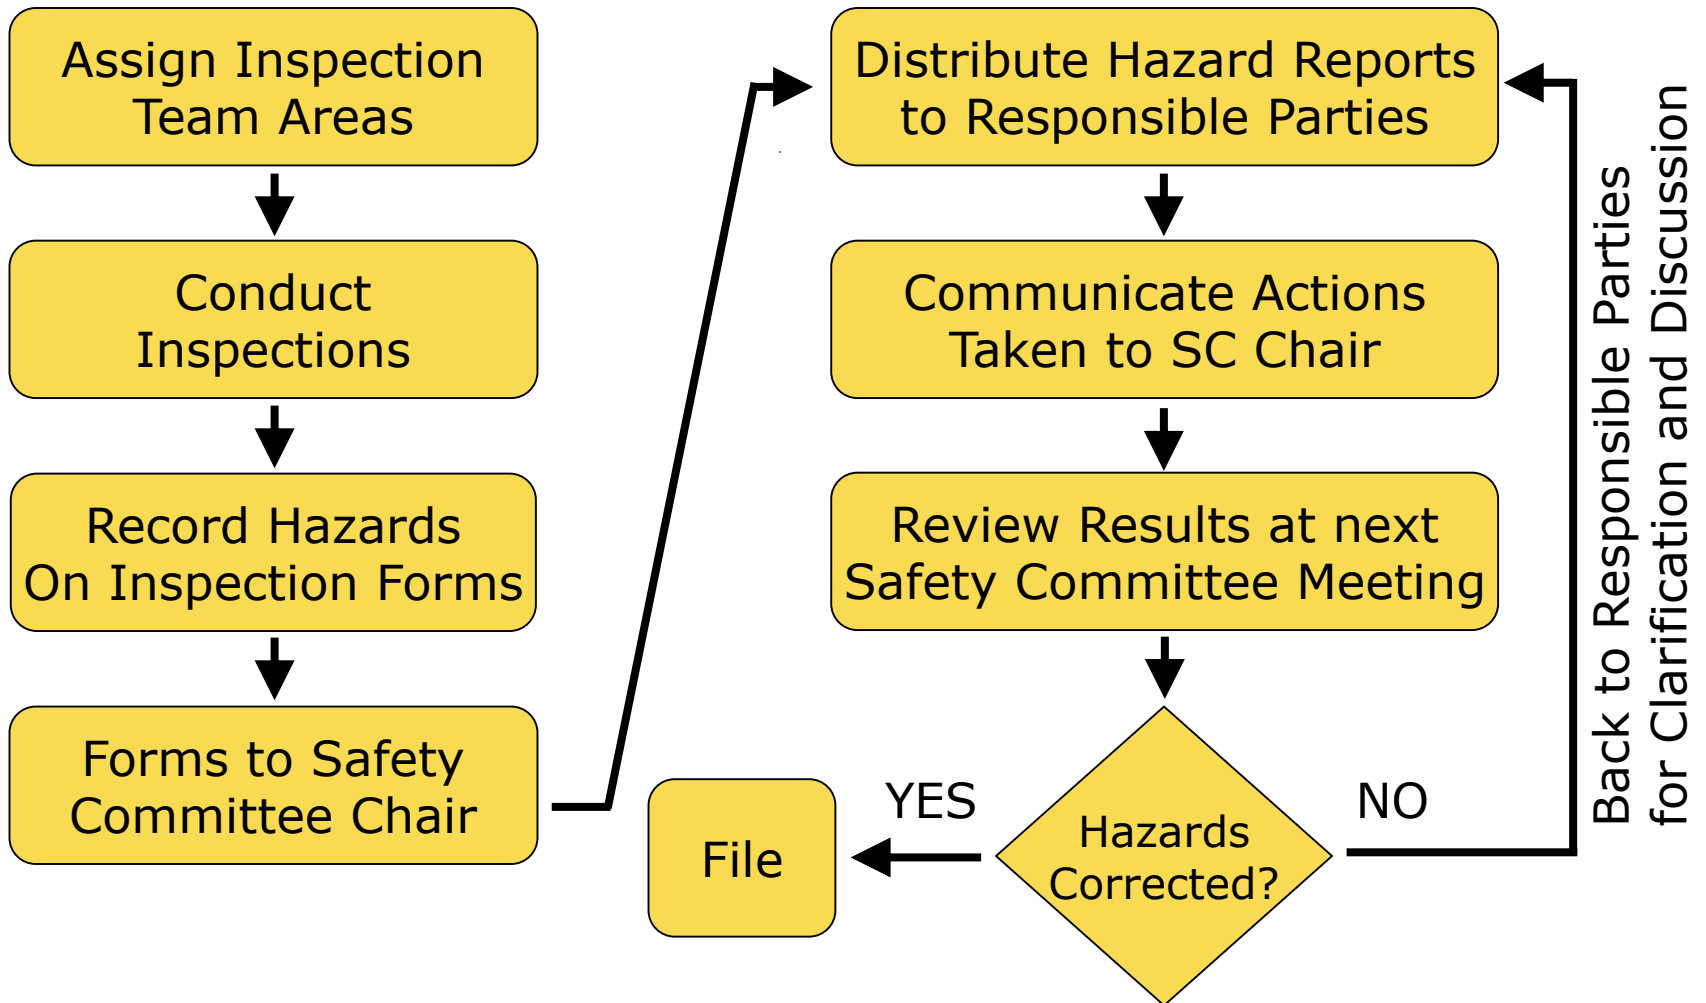 Assign Inspection
Team Areas
Conduct
Inspections
Record Hazards
On Inspection Forms
Forms to Safety
Committee Chair
Distribute Hazard Reports
to Responsible Parties
Communicate Actions
Taken to SC Chair
Review Results at next
Safety Committee Meeting
Hazards
Corrected?
YES
File
NO
Back to Responsible Parties
for Clarification and Discussion